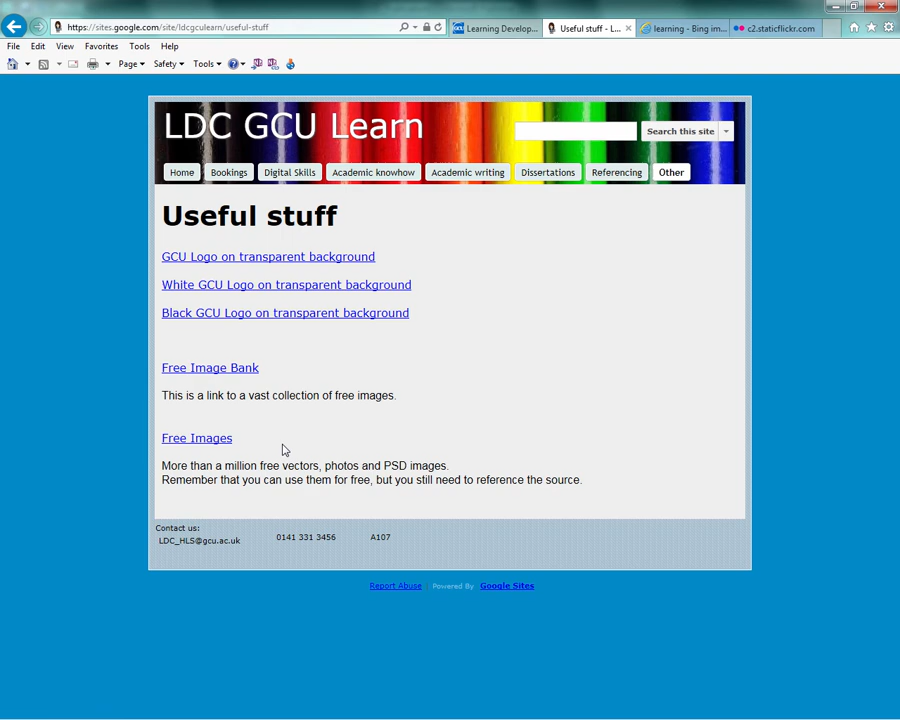 https://sites.google.com/site/ldcgculearn/useful-stuff
Learning Develop...
Useful stuff - L...
learning - Bing im...
c2.staticflickr.com
File Edit View Favorites Tools Help
Page Safety Tools
LDC GCU Learn
Search this site
Home Bookings Digital Skills Academic knowhow Academic writing Dissertations Referencing Other
Useful stuff
GCU Logo on transparent background
White GCU Logo on transparent background
Black GCU Logo on transparent background
Free Image Bank
This is a link to a vast collection of free images.
Free Images
More than a million free vectors, photos and PSD images.
Remember that you can use them for free, but you still need to reference the source.
Contact us:
LDC_HLS@gcu.ac.uk 0141 331 3456 A107
Report Abuse | Powered By Google Sites